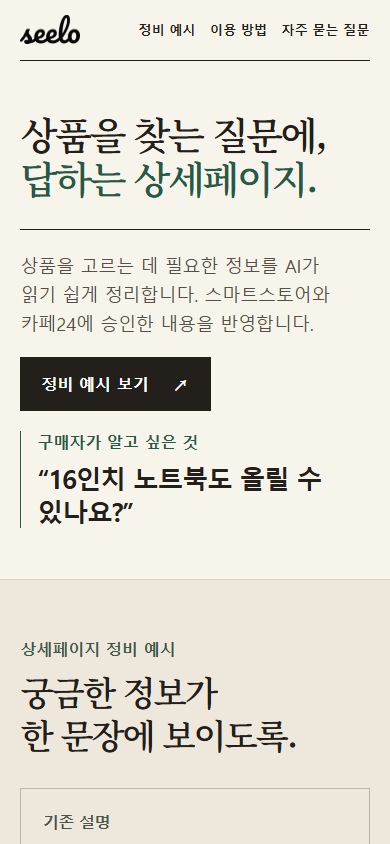 seelo
정비 예시 이용 방법 자주 묻는 질문
상품을 찾는 질문에,
답하는 상세페이지.
상품을 고르는 데 필요한 정보를 AI가
읽기 쉽게 정리합니다. 스마트스토어와
카페24에 승인한 내용을 반영합니다.
정비 예시 보기 ↗
구매자가 알고 싶은 것
“16인치 노트북도 올릴 수
있나요?”
상세페이지 정비 예시
궁금한 정보가
한 문장에 보이도록.
기존 설명